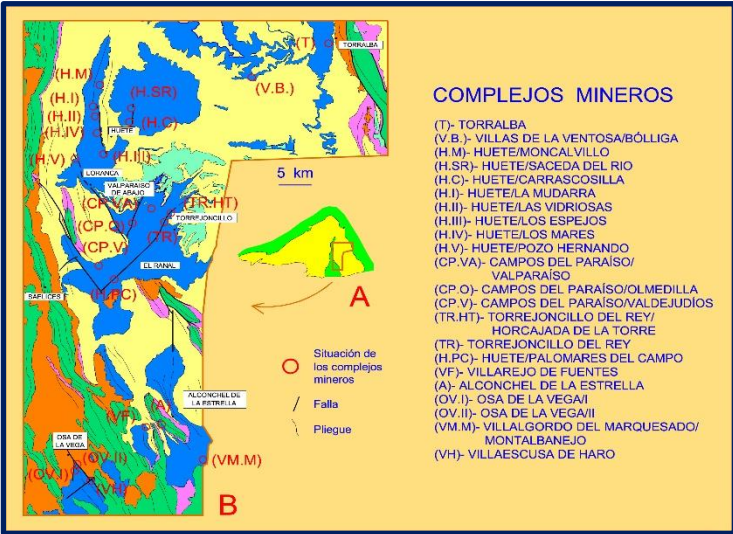 (T)
TORRALBA
(V.B.)
(H.M)
(H.I)
(H.SR)
(H.II)
(H.C)
(H.IV)
HUETE
(H.V)
(H.III)
LORANCA
VALPARAISO
DE ABAJO
(CP.VA)
(TR.HT)
TORREJONCILLO
(CP.O)
(TR)
(CP.V)
EL RANAL
SAELICES
(H.PC)
ALCONCHEL DE
LA ESTRELLA
(A)
(VF)
OSA DE
LA VEGA
(OV.II)
(OV.I)
(VM.M)
(VH)
B
5 km
A
Situación de
los complejos
mineros
Falla
Pliegue
COMPLEJOS MINEROS
(T)- TORRALBA
(V.B.)- VILLAS DE LA VENTOSA/BÓLLIGA
(H.M)- HUETE/MONCALVILLO
(H.SR)- HUETE/SACEDA DEL RIO
(H.C)- HUETE/CARRASCOSILLA
(H.I)- HUETE/LA MUDARRA
(H.II)- HUETE/LAS VIDRIOSAS
(H.III)- HUETE/LOS ESPEJOS
(H.IV)- HUETE/LOS MARES
(H.V)- HUETE/POZO HERNANDO
(CP.VA)- CAMPOS DEL PARAÍSO/
VALPARAÍSO
(CP.O)- CAMPOS DEL PARAÍSO/OLMEDILLA
(CP.V)- CAMPOS DEL PARAÍSO/VALDEJUDÍOS
(TR.HT)- TORREJONCILLO DEL REY/
HORCAJADA DE LA TORRE
(TR)- TORREJONCILLO DEL REY
(H.PC)- HUETE/PALOMARES DEL CAMPO
(VF)- VILLAREJO DE FUENTES
(A)- ALCONCHEL DE LA ESTRELLA
(OV.I)- OSA DE LA VEGA/I
(OV.II)- OSA DE LA VEGA/II
(VM.M)- VILLALGORDO DEL MARQUESADO/
MONTALBANEJO
(VH)- VILLAESCUSA DE HARO